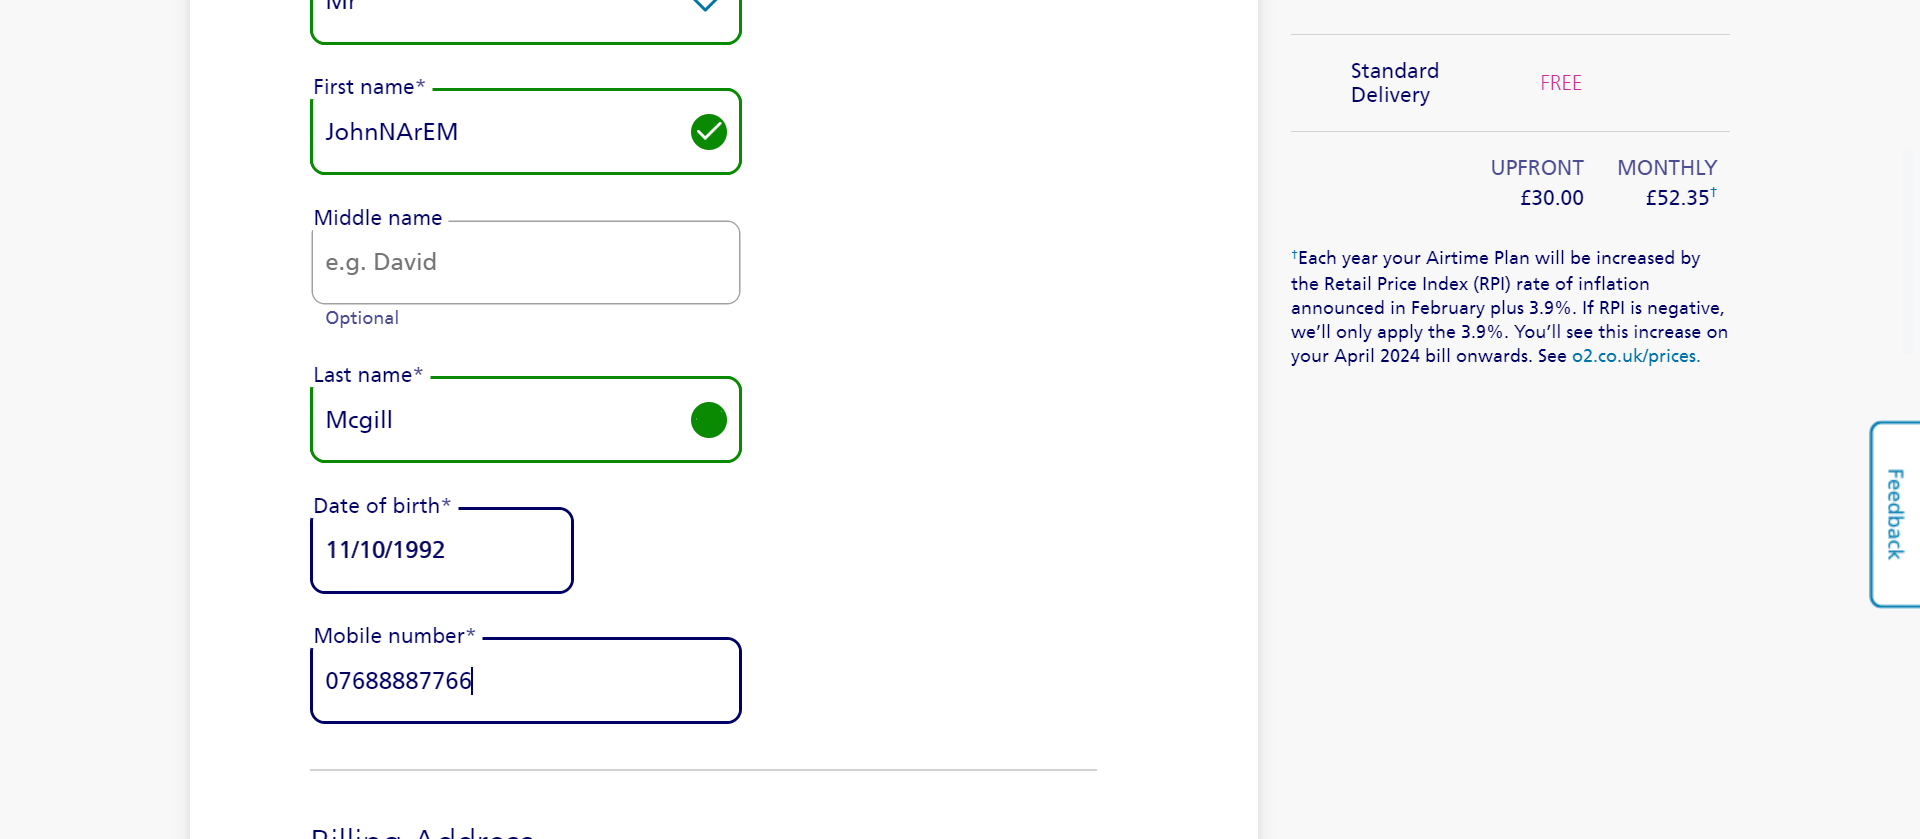 Mr
First name*
JohnNArEM
Middle name
e.g. David
Optional
Last name*
Mcgill
Date of birth*
11/10/1992
Mobile number*
07688887766
Billing Address
Standard
Delivery
FREE
UPFRONT MONTHLY
£30.00 £52.35†
†Each year your Airtime Plan will be increased by
the Retail Price Index (RPI) rate of inflation
announced in February plus 3.9%. If RPI is negative,
we’ll only apply the 3.9%. You’ll see this increase on
your April 2024 bill onwards. See o2.co.uk/prices.
Feedback